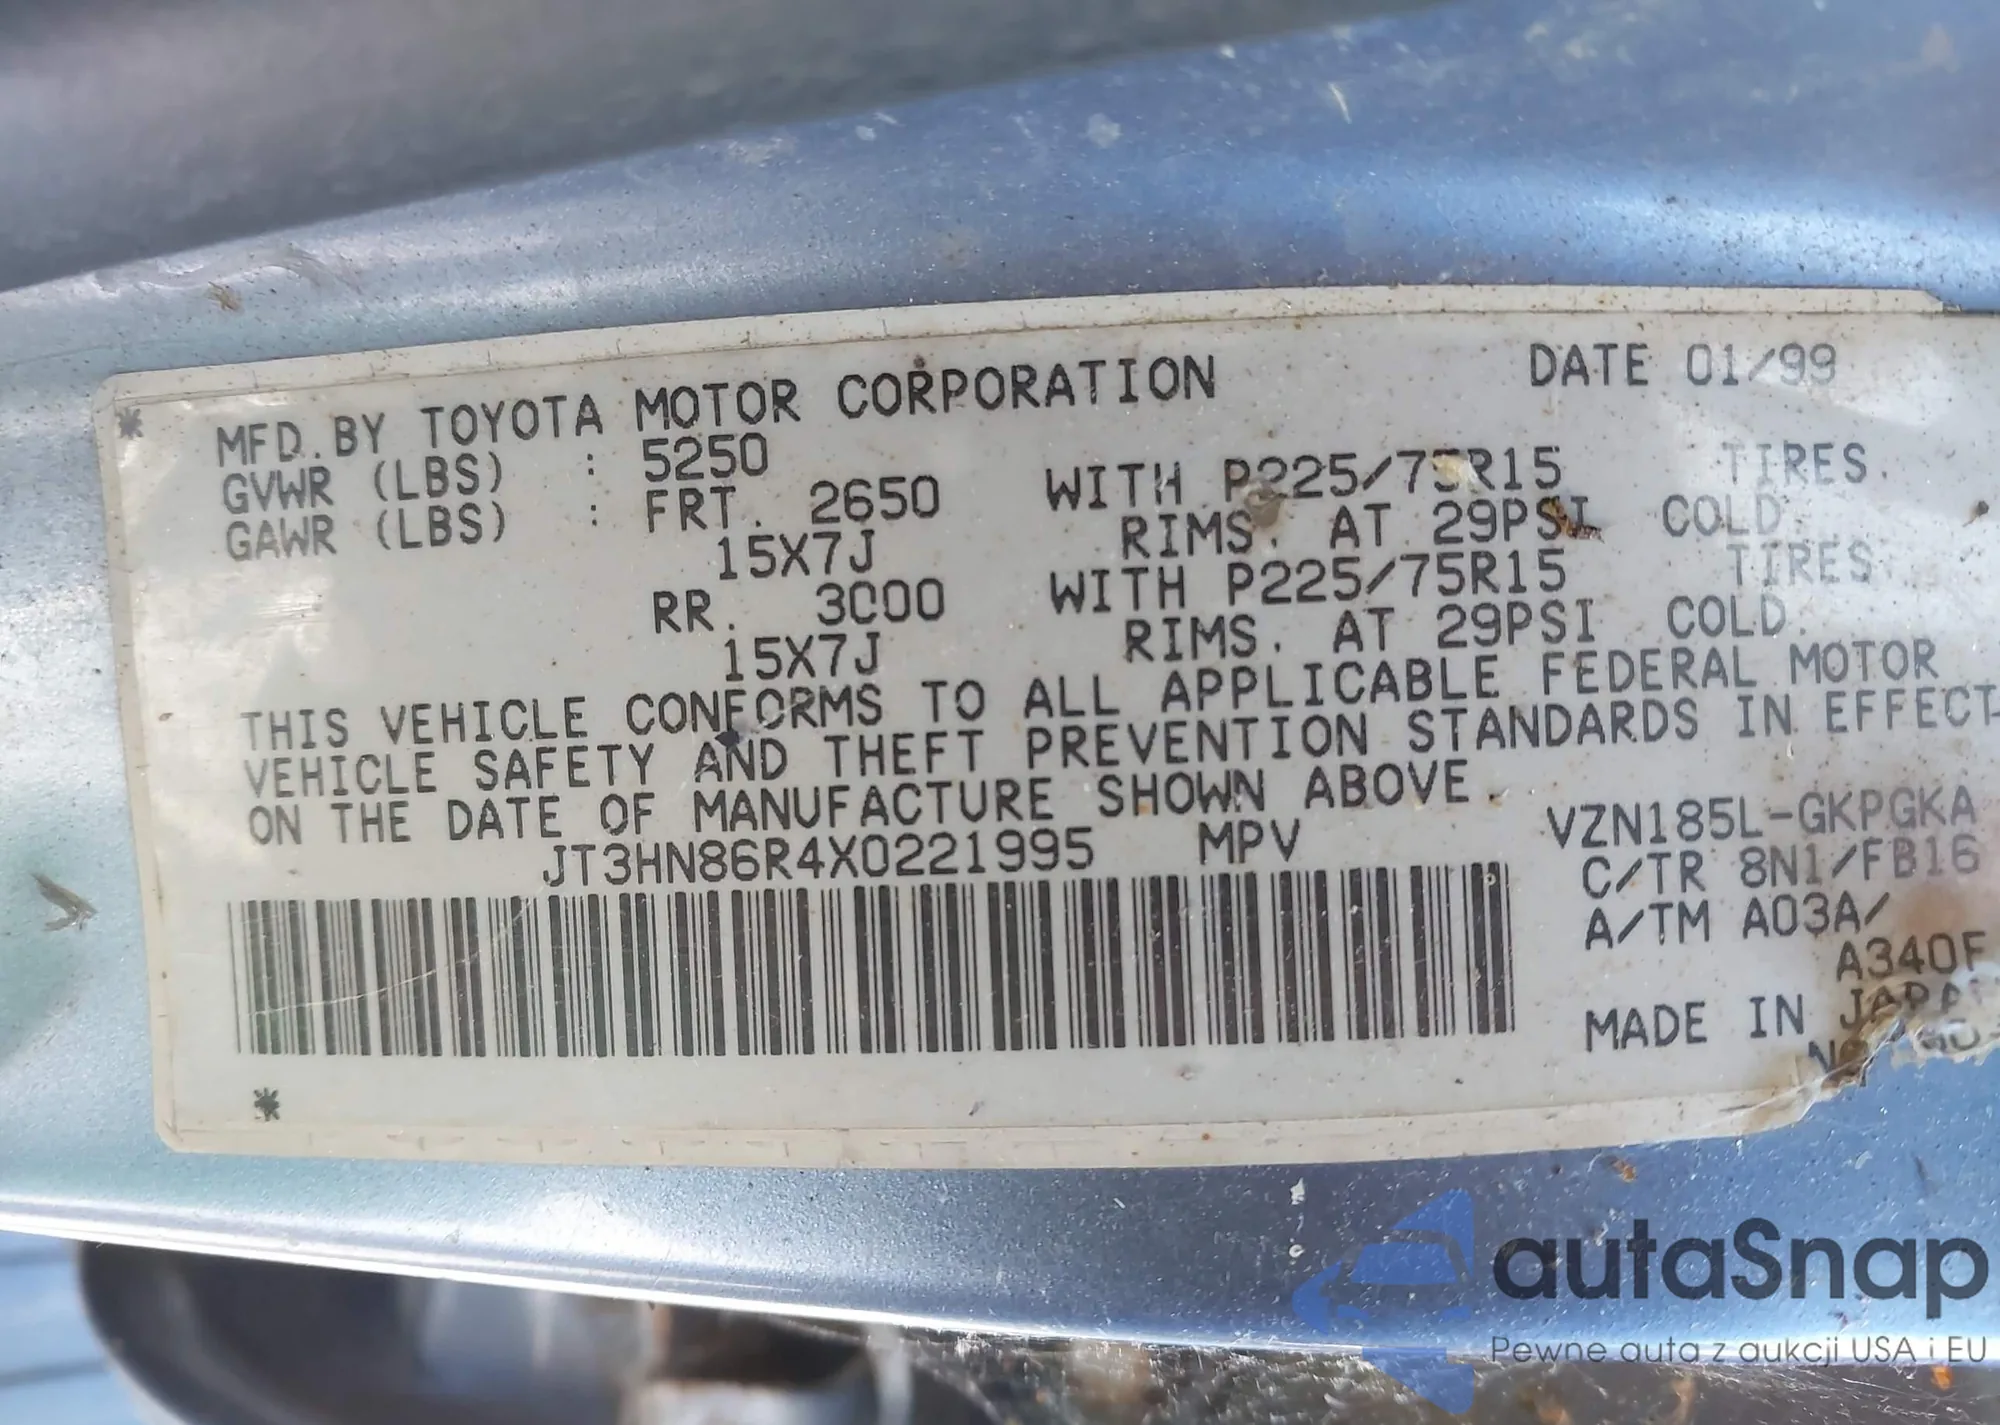 MFD. BY TOYOTA MOTOR CORPORATION DATE 01/99
GVWR (LBS) : 5250
GAWR (LBS) : FRT. 2650 WITH P225/75R15 TIRES.
15X7J RIMS. AT 29PSI COLD.
RR. 3000 WITH P225/75R15 TIRES.
15X7J RIMS. AT 29PSI COLD.
THIS VEHICLE CONFORMS TO ALL APPLICABLE FEDERAL MOTOR
VEHICLE SAFETY AND THEFT PREVENTION STANDARDS IN EFFECT
ON THE DATE OF MANUFACTURE SHOWN ABOVE.
JT3HN86R4X0221995 MPV VZN185L-GKPGKA
C/TR 8N1/FB16
A/TM A03A/
A340F
MADE IN JAPAN
autaSnap
Pewne auta z aukcji USA i EU